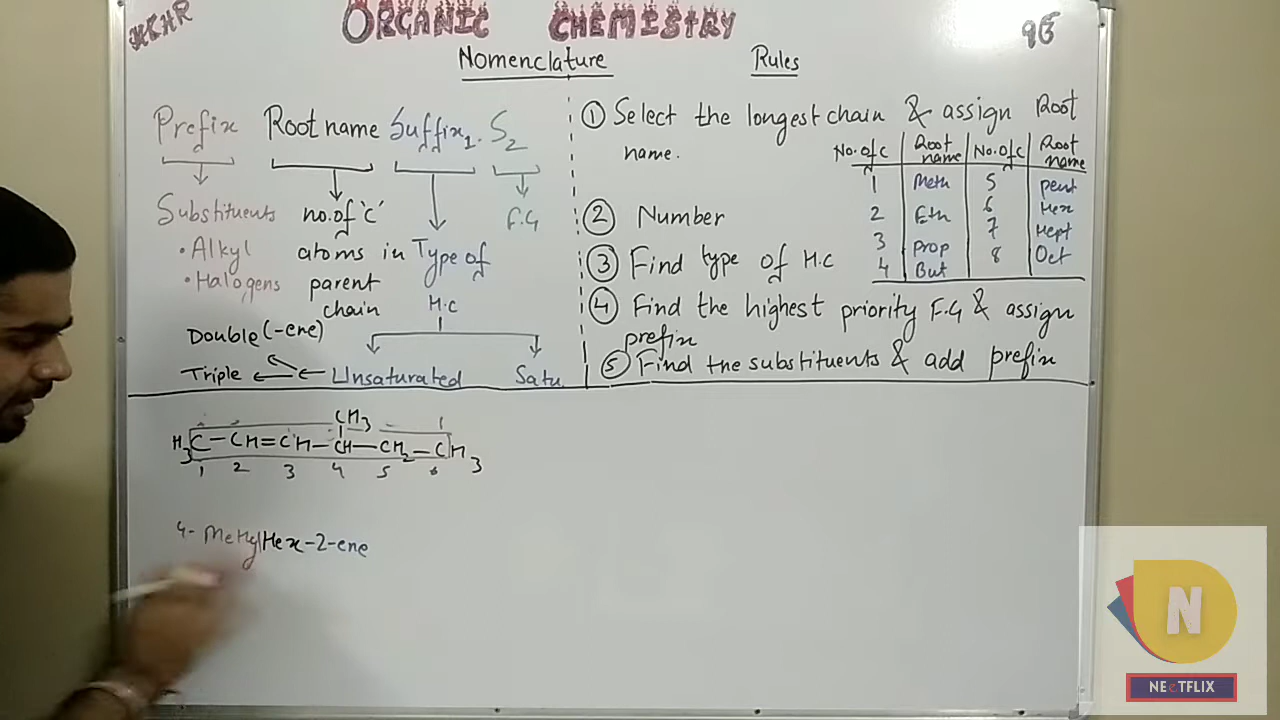 HKHR
ORGANIC CHEMISTRY
Nomenclature Rules
Prefix Root name Suffix1. S2
Substituents
• Alkyl
• Halogens
no. of 'C'
atoms in
parent
chain
Type of
H.C
F.G
Double (-ene)
Triple
Unsaturated
Satu
① Select the longest chain & assign Root
name.
No. of C Root name No. of C Root name
1 Meth 5 pent
2 Eth 6 Hex
3 prop 7 Hept
4 But 8 Oct
② Number
③ Find type of H.C
④ Find the highest priority F.G & assign
prefix
⑤ Find the substituents & add prefix
CH3
H3C-CH=CH-CH-CH2-CH3
1 2 3 4 5 6
4- MethylHex-2-ene
N
NEeTFLIX